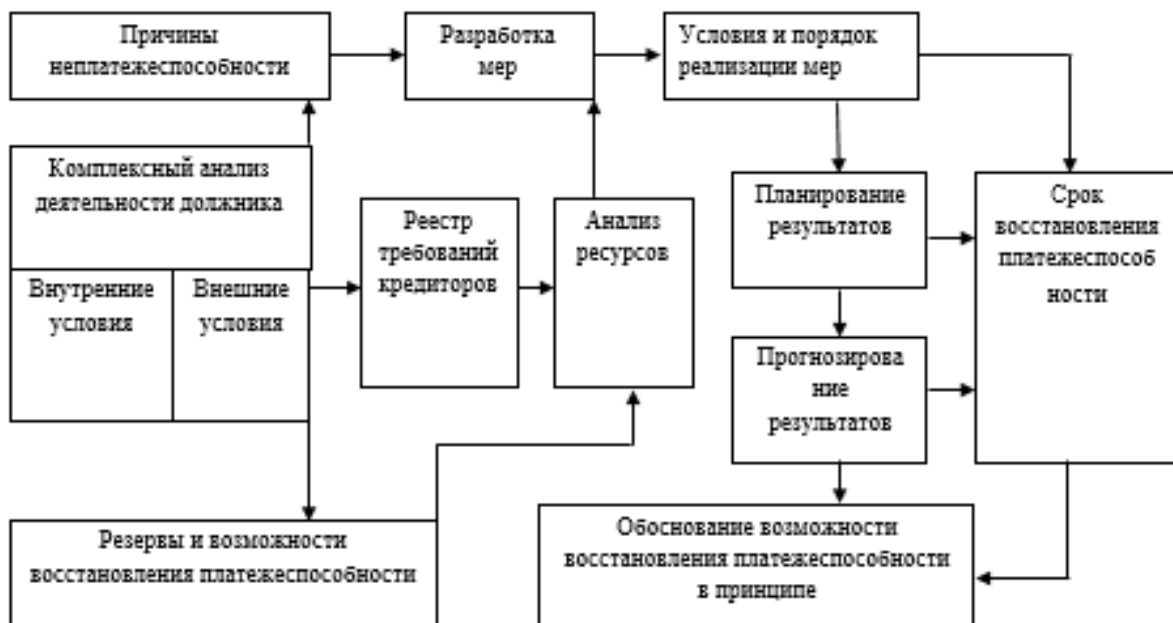 Причины
неплатежеспособности
Разработка
мер
Условия и порядок
реализации мер
Комплексный анализ
деятельности должника
Внутренние
условия
Внешние
условия
Реестр
требований
кредиторов
Анализ
ресурсов
Планирование
результатов
Срок
восстановления
платежеспособ
ности
Прогнозирова
ние
результатов
Резервы и возможности
восстановления платежеспособности
Обоснование возможности
восстановления платежеспособности
в принципе